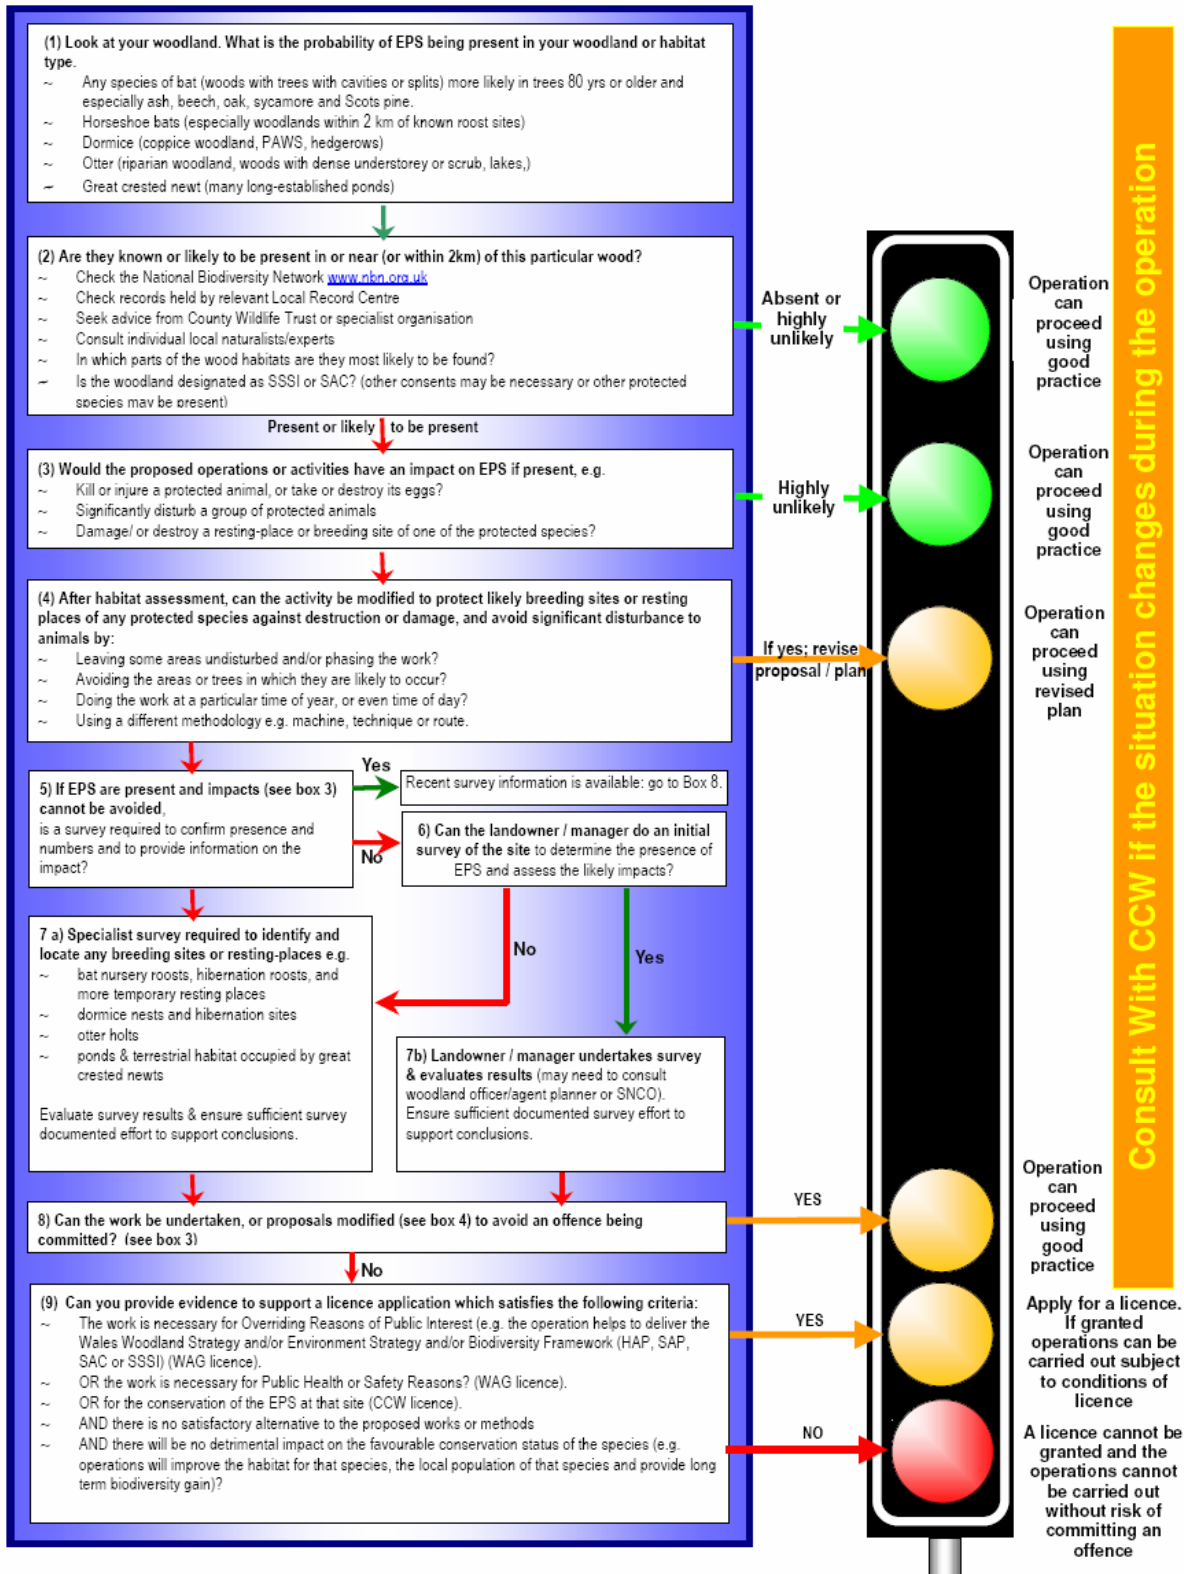 (1) Look at your woodland. What is the probability of EPS being present in your woodland or habitat
type.
~ Any species of bat (woods with trees with cavities or splits) more likely in trees 80 yrs or older and
especially ash, beech, oak, sycamore and Scots pine.
~ Horseshoe bats (especially woodlands within 2 km of known roost sites)
~ Dormice (coppice woodland, PAWS, hedgerows)
~ Otter (riparian woodland, woods with dense understorey or scrub, lakes,)
~ Great crested newt (many long-established ponds)
(2) Are they known or likely to be present in or near (or within 2km) of this particular wood?
~ Check the National Biodiversity Network www.nbn.org.uk
~ Check records held by relevant Local Record Centre
~ Seek advice from County Wildlife Trust or specialist organisation
~ Consult individual local naturalists/experts
~ In which parts of the wood habitats are they most likely to be found?
~ Is the woodland designated as SSSI or SAC? (other consents may be necessary or other protected
species may be present)
Absent or
highly
unlikely
Operation
can
proceed
using
good
practice
Present or likely to be present
(3) Would the proposed operations or activities have an impact on EPS if present, e.g.
~ Kill or injure a protected animal, or take or destroy its eggs?
~ Significantly disturb a group of protected animals
~ Damage/ or destroy a resting-place or breeding site of one of the protected species?
Highly
unlikely
Operation
can
proceed
using
good
practice
(4) After habitat assessment, can the activity be modified to protect likely breeding sites or resting
places of any protected species against destruction or damage, and avoid significant disturbance to
animals by:
~ Leaving some areas undisturbed and/or phasing the work?
~ Avoiding the areas or trees in which they are likely to occur?
~ Doing the work at a particular time of year, or even time of day?
~ Using a different methodology e.g. machine, technique or route.
If yes; revise
proposal / plan
Operation
can
proceed
using
revised
plan
5) If EPS are present and impacts (see box 3)
cannot be avoided,
is a survey required to confirm presence and
numbers and to provide information on the
impact?
Yes
Recent survey information is available: go to Box 8.
No
6) Can the landowner / manager do an initial
survey of the site to determine the presence of
EPS and assess the likely impacts?
No
Yes
7 a) Specialist survey required to identify and
locate any breeding sites or resting-places e.g.
~ bat nursery roosts, hibernation roosts, and
more temporary resting places
~ dormice nests and hibernation sites
~ otter holts
~ ponds & terrestrial habitat occupied by great
crested newts
Evaluate survey results & ensure sufficient survey
documented effort to support conclusions.
7b) Landowner / manager undertakes survey
& evaluates results (may need to consult
woodland officer/agent planner or SNCO).
Ensure sufficient documented survey effort to
support conclusions.
8) Can the work be undertaken, or proposals modified (see box 4) to avoid an offence being
committed? (see box 3)
YES
Operation
can
proceed
using
good
practice
No
(9) Can you provide evidence to support a licence application which satisfies the following criteria:
~ The work is necessary for Overriding Reasons of Public Interest (e.g. the operation helps to deliver the
Wales Woodland Strategy and/or Environment Strategy and/or Biodiversity Framework (HAP, SAP,
SAC or SSSI) (WAG licence).
~ OR the work is necessary for Public Health or Safety Reasons? (WAG licence).
~ OR for the conservation of the EPS at that site (CCW licence).
~ AND there is no satisfactory alternative to the proposed works or methods
~ AND there will be no detrimental impact on the favourable conservation status of the species (e.g.
operations will improve the habitat for that species, the local population of that species and provide long
term biodiversity gain)?
YES
Apply for a licence.
If granted
operations can be
carried out subject
to conditions of
licence
NO
A licence cannot be
granted and the
operations cannot
be carried out
without risk of
committing an
offence
Consult With CCW if the situation changes during the operation